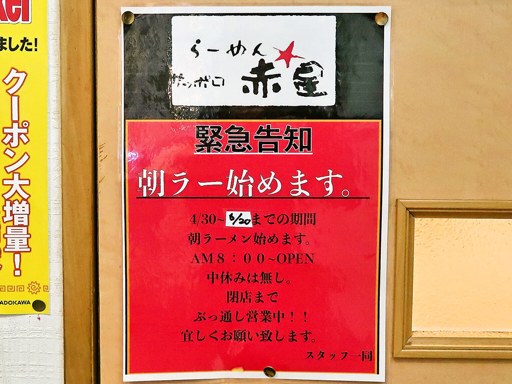 ました!
クーポン大増量!
KADOKAWA
らーめん
サッポロ
赤星
緊急告知
朝ラー始めます。
4/30~5/20までの期間
朝ラーメン始めます。
AM8:00~OPEN
中休みは無し。
閉店まで
ぶっ通し営業中!!
宜しくお願い致します。
スタッフ一同